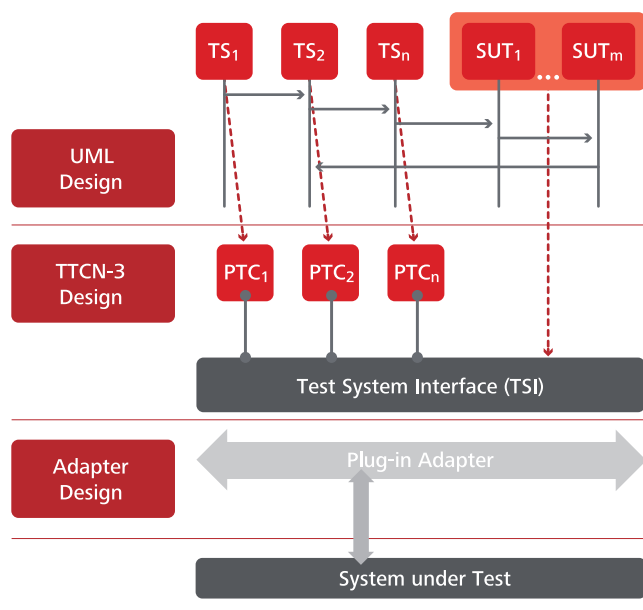 TS1 TS2 TSn SUT1 ... SUTm
UML
Design
TTCN-3
Design
PTC1 PTC2 PTCn
Test System Interface (TSI)
Adapter
Design
Plug-in Adapter
System under Test